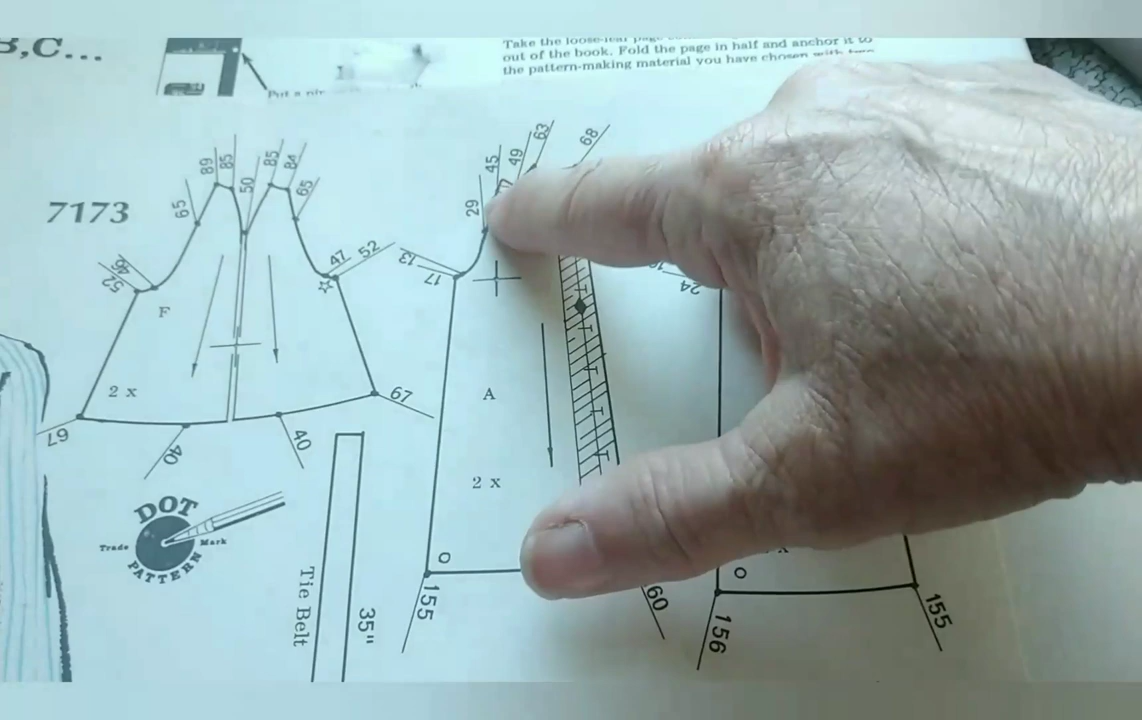 B,C...
Take the loose-leaf page
out of the book. Fold the page in half and anchor it to
the pattern-making material you have chosen with
Put a
7173
89
85
50
85
84
65
65
52
46
47
52
F
2 x
67
40
40
67
DOT
PATTERN
Trade Mark
Tie Belt
35"
29
45
49
63
68
13
17
24
A
2 x
O
155
60
O
156
155